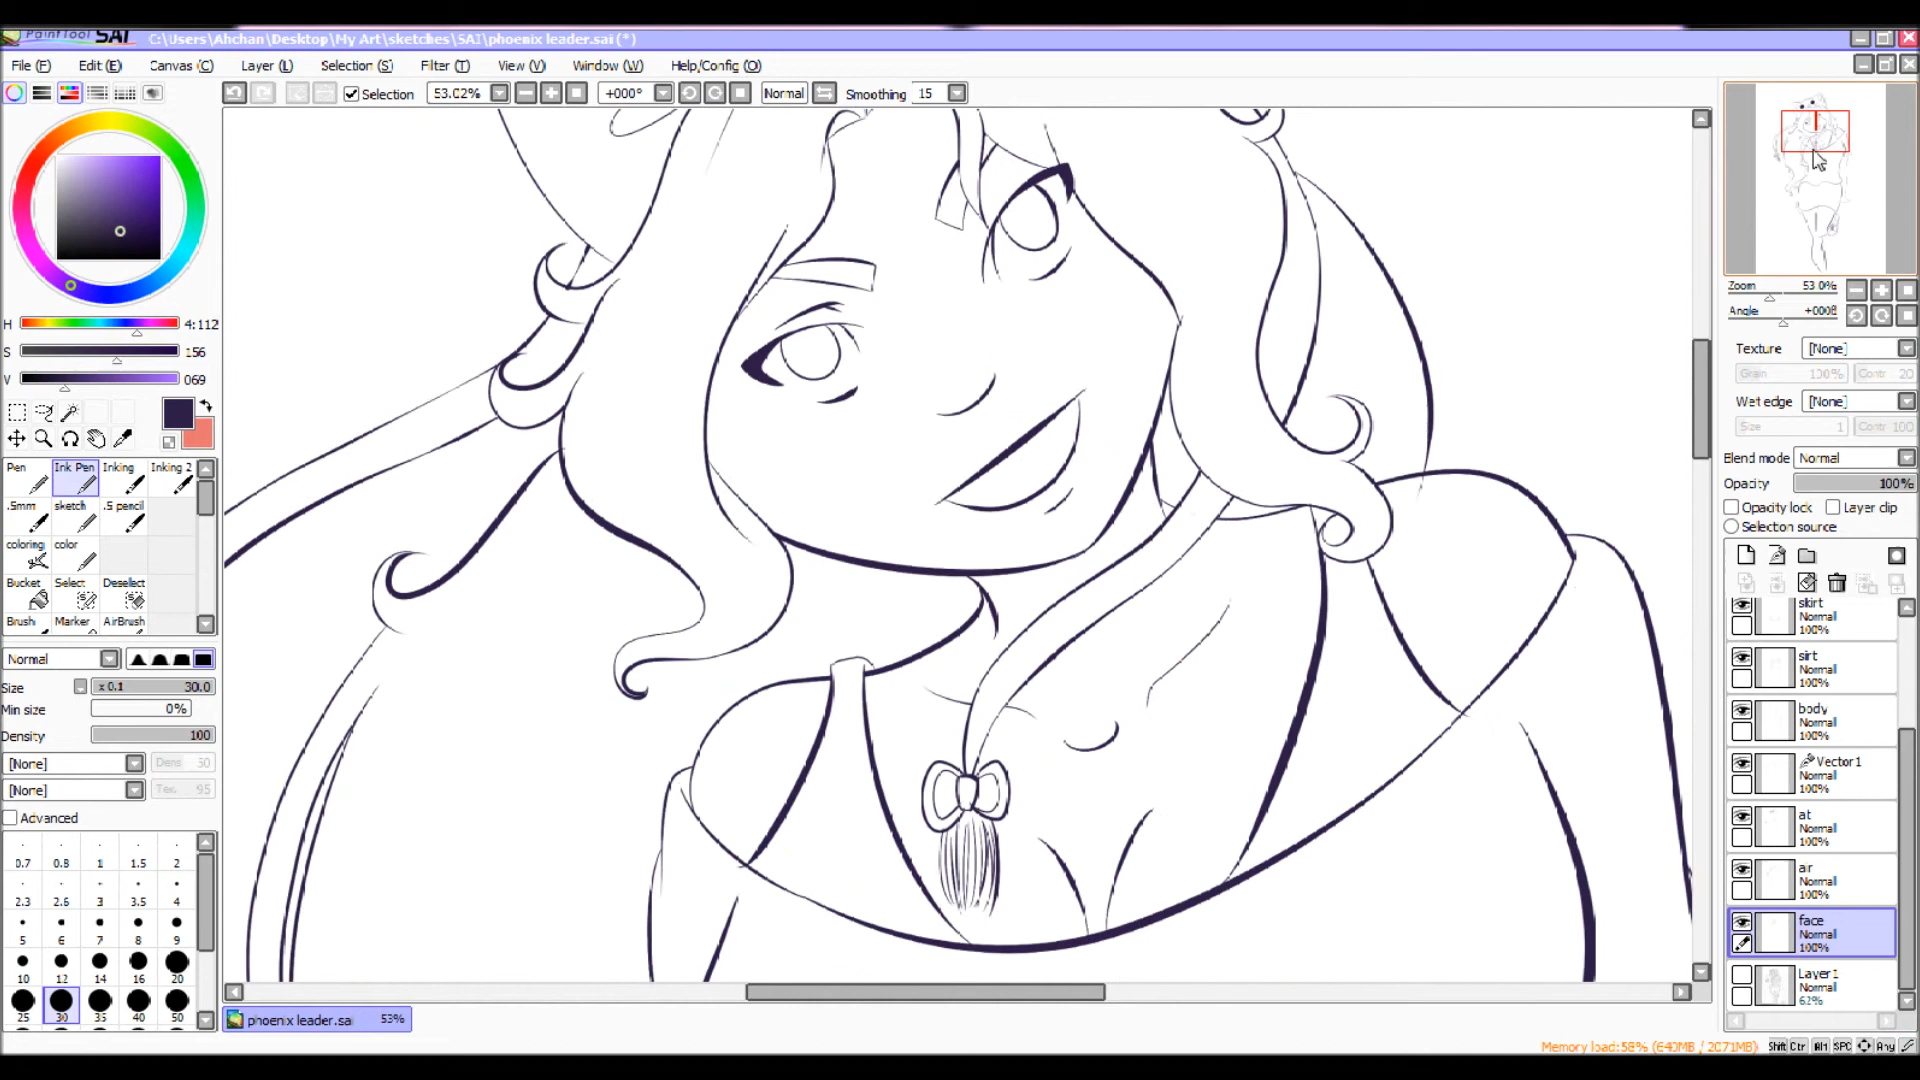 PaintTool SAI C:\Users\Ahchan\Desktop\My Art\sketches\SAI\phoenix leader.sai (*)
File (F) Edit (E) Canvas (C) Layer (L) Selection (S) Filter (T) View (V) Window (W) Help/Config (O)
Selection 53.02% +000° Normal Smoothing 15
Zoom 53.0%
Angle +000B
H 4:112
S 156
V 069
Texture [None]
Grain 100% Contr 20
Wet edge [None]
Size 1 Contr 100
Blend mode Normal
Opacity 100%
Opacity lock Layer clip
Selection source
Pen Ink Pen Inking Inking 2
.5mm sketch .5 pencil
coloring color
Bucket Select Deselect
Brush Marker AirBrush
Normal
Size x 0.1 30.0
Min size 0%
Density 100
[None] Dens 50
[None] Tex. 95
Advanced
0.7 0.8 1 1.5 2
2.3 2.6 3 3.5 4
5 6 7 8 9
10 12 14 16 20
25 30 35 40 50
skirt
Normal
100%
sirt
Normal
100%
body
Normal
100%
Vector1
Normal
100%
at
Normal
100%
air
Normal
100%
face
Normal
100%
Layer1
Normal
62%
phoenix leader.sai 53%
Memory load:58% (640MB / 2071MB) Shift Ctr Alt SPC Any